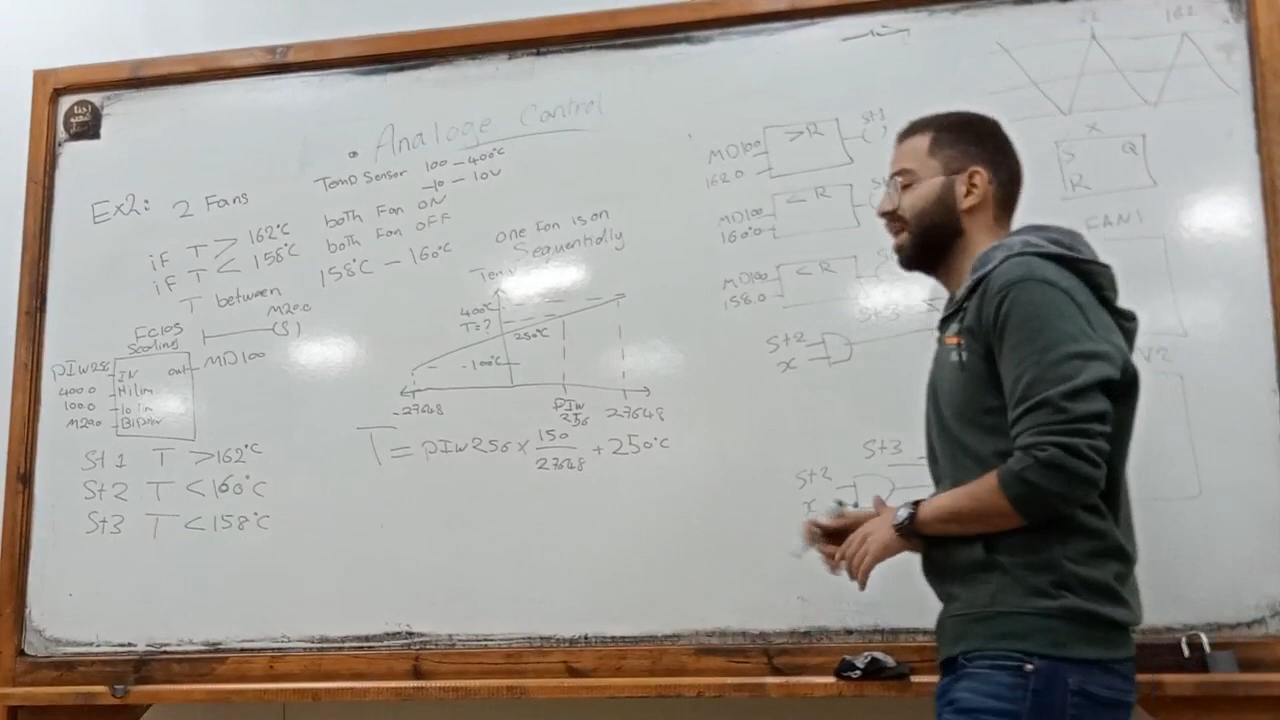 • Analoge Control
Ex2: 2 Fans
Temp Sensor 100 - 400°C
-10 - 10V
if T > 162°C both Fan ON
if T < 158°C both Fan OFF
T between 158°C - 160°C one Fan is on
Sequentially
M20.0
(S)
FC105
Scaling
PIW256 IN out MD100
400.0 Hilim
100.0 lo lim
M20.0 Bipolar
St1 T > 162°C
St2 T < 160°C
St3 T < 158°C
400°C
T=?
250°C
-100°C
-27648
PIW
256
27648
T = PIW256 × 150/27648 + 250°C
MD100
162.0
>R
St1
( )
MD100
160.0
<R
MD100
158.0
<R
St2
x
St3
St3
St2
x
x
S Q
R
FAN1
162